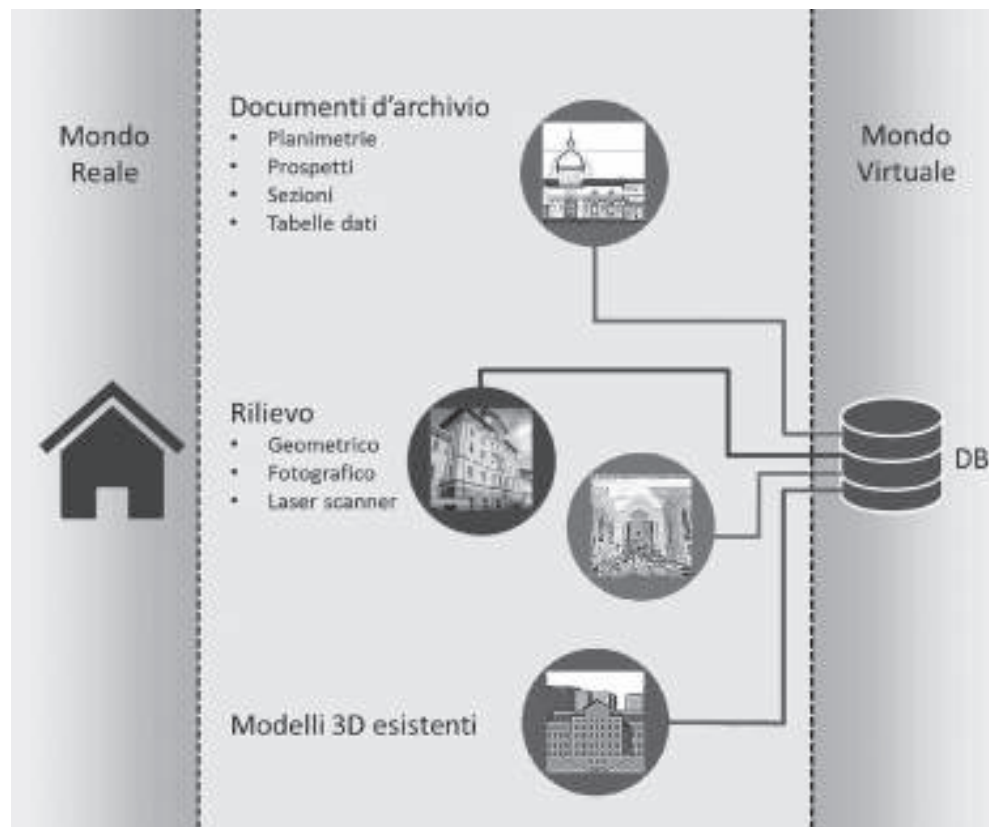 Mondo
Reale
Documenti d'archivio
• Planimetrie
• Prospetti
• Sezioni
• Tabelle dati
Rilievo
• Geometrico
• Fotografico
• Laser scanner
Modelli 3D esistenti
Mondo
Virtuale
DB